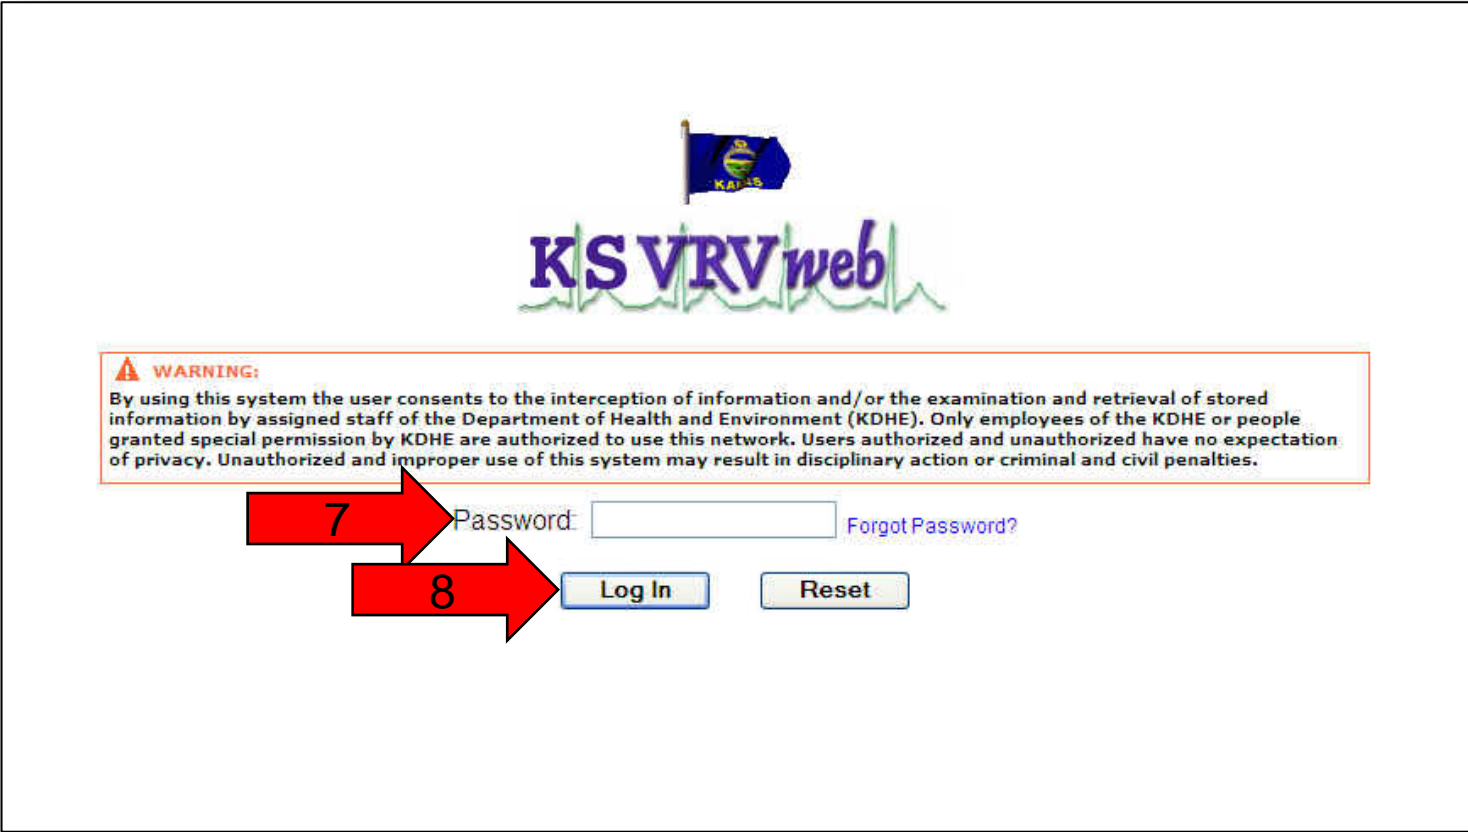 KS VRVweb
WARNING:
By using this system the user consents to the interception of information and/or the examination and retrieval of stored
information by assigned staff of the Department of Health and Environment (KDHE). Only employees of the KDHE or people
granted special permission by KDHE are authorized to use this network. Users authorized and unauthorized have no expectation
of privacy. Unauthorized and improper use of this system may result in disciplinary action or criminal and civil penalties.
7 Password: Forgot Password?
8 Log In Reset